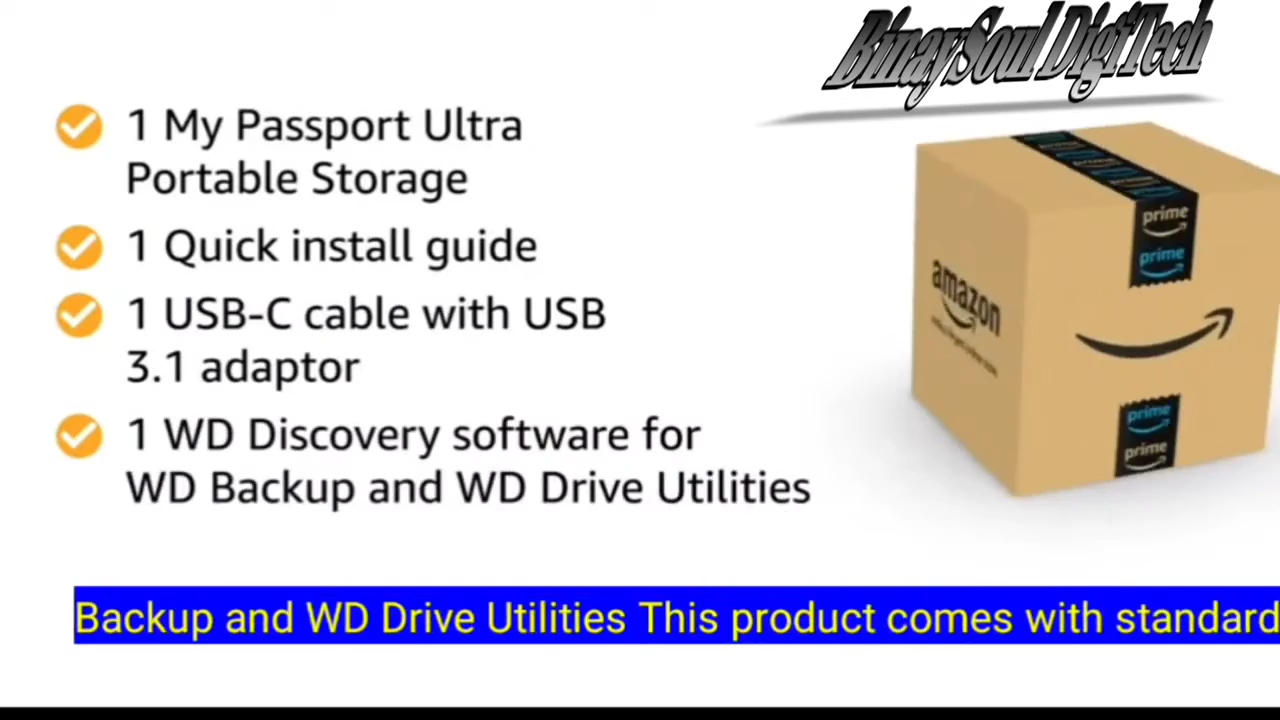 BinaySoul DigiTech
1 My Passport Ultra
Portable Storage
1 Quick install guide
1 USB-C cable with USB
3.1 adaptor
1 WD Discovery software for
WD Backup and WD Drive Utilities
prime
prime
amazon
prime
prime
Backup and WD Drive Utilities This product comes with standard